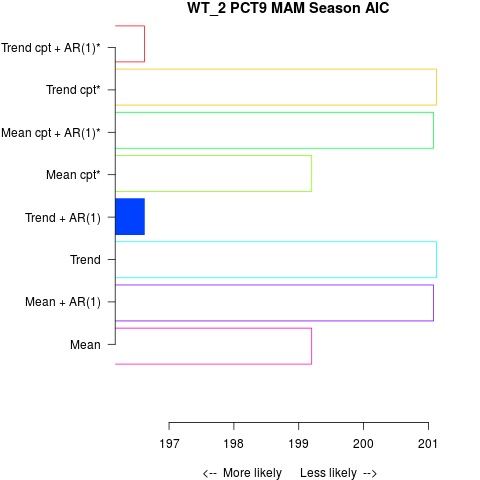 WT_2 PCT9 MAM Season AIC
Trend cpt + AR(1)*
Trend cpt*
Mean cpt + AR(1)*
Mean cpt*
Trend + AR(1)
Trend
Mean + AR(1)
Mean
197 198 199 200 201
<-- More likely Less likely -->